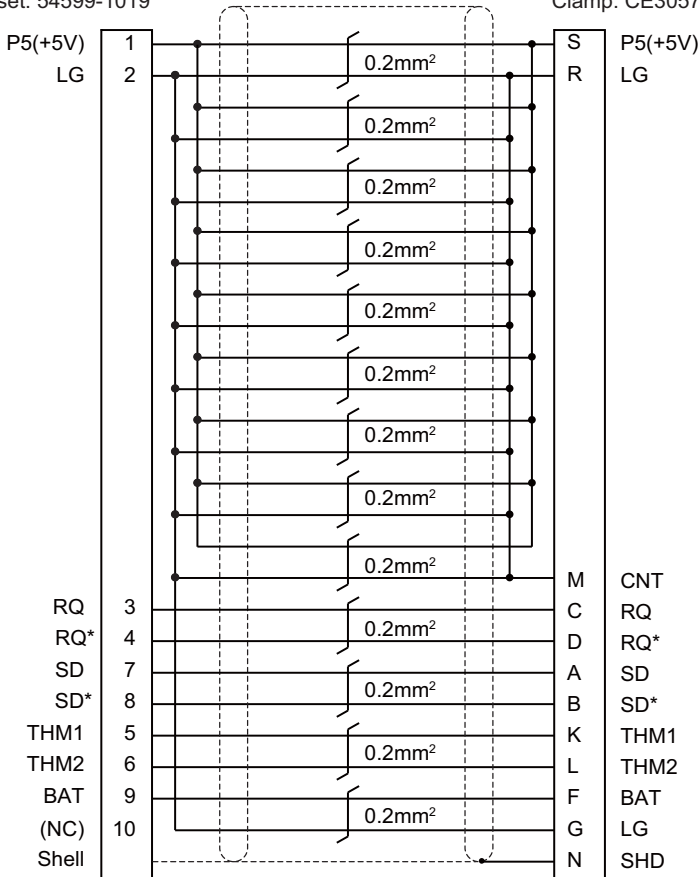 set: 54599-1019 Clamp: CE3057
P5(+5V) 1 S P5(+5V)
0.2mm²
LG 2 R LG
0.2mm²
0.2mm²
0.2mm²
0.2mm²
0.2mm²
0.2mm²
0.2mm²
0.2mm²
M CNT
RQ 3 C RQ
0.2mm²
RQ* 4 D RQ*
SD 7 A SD
0.2mm²
SD* 8 B SD*
THM1 5 K THM1
0.2mm²
THM2 6 L THM2
BAT 9 F BAT
0.2mm²
(NC) 10 G LG
Shell N SHD